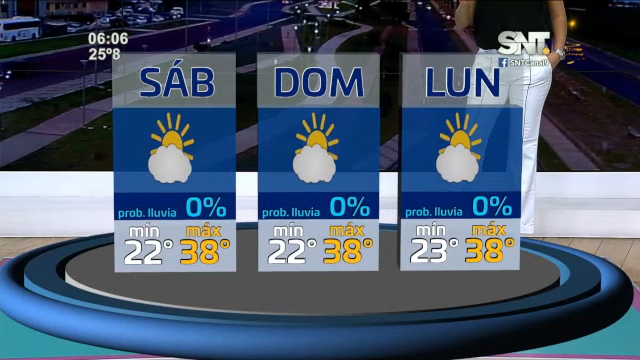 06:06
25°8
SNT
SNTCanal9
SÁB
DOM
LUN
prob. lluvia 0%
prob. lluvia 0%
prob. lluvia 0%
mín máx
22° 38°
mín máx
22° 38°
mín máx
23° 38°